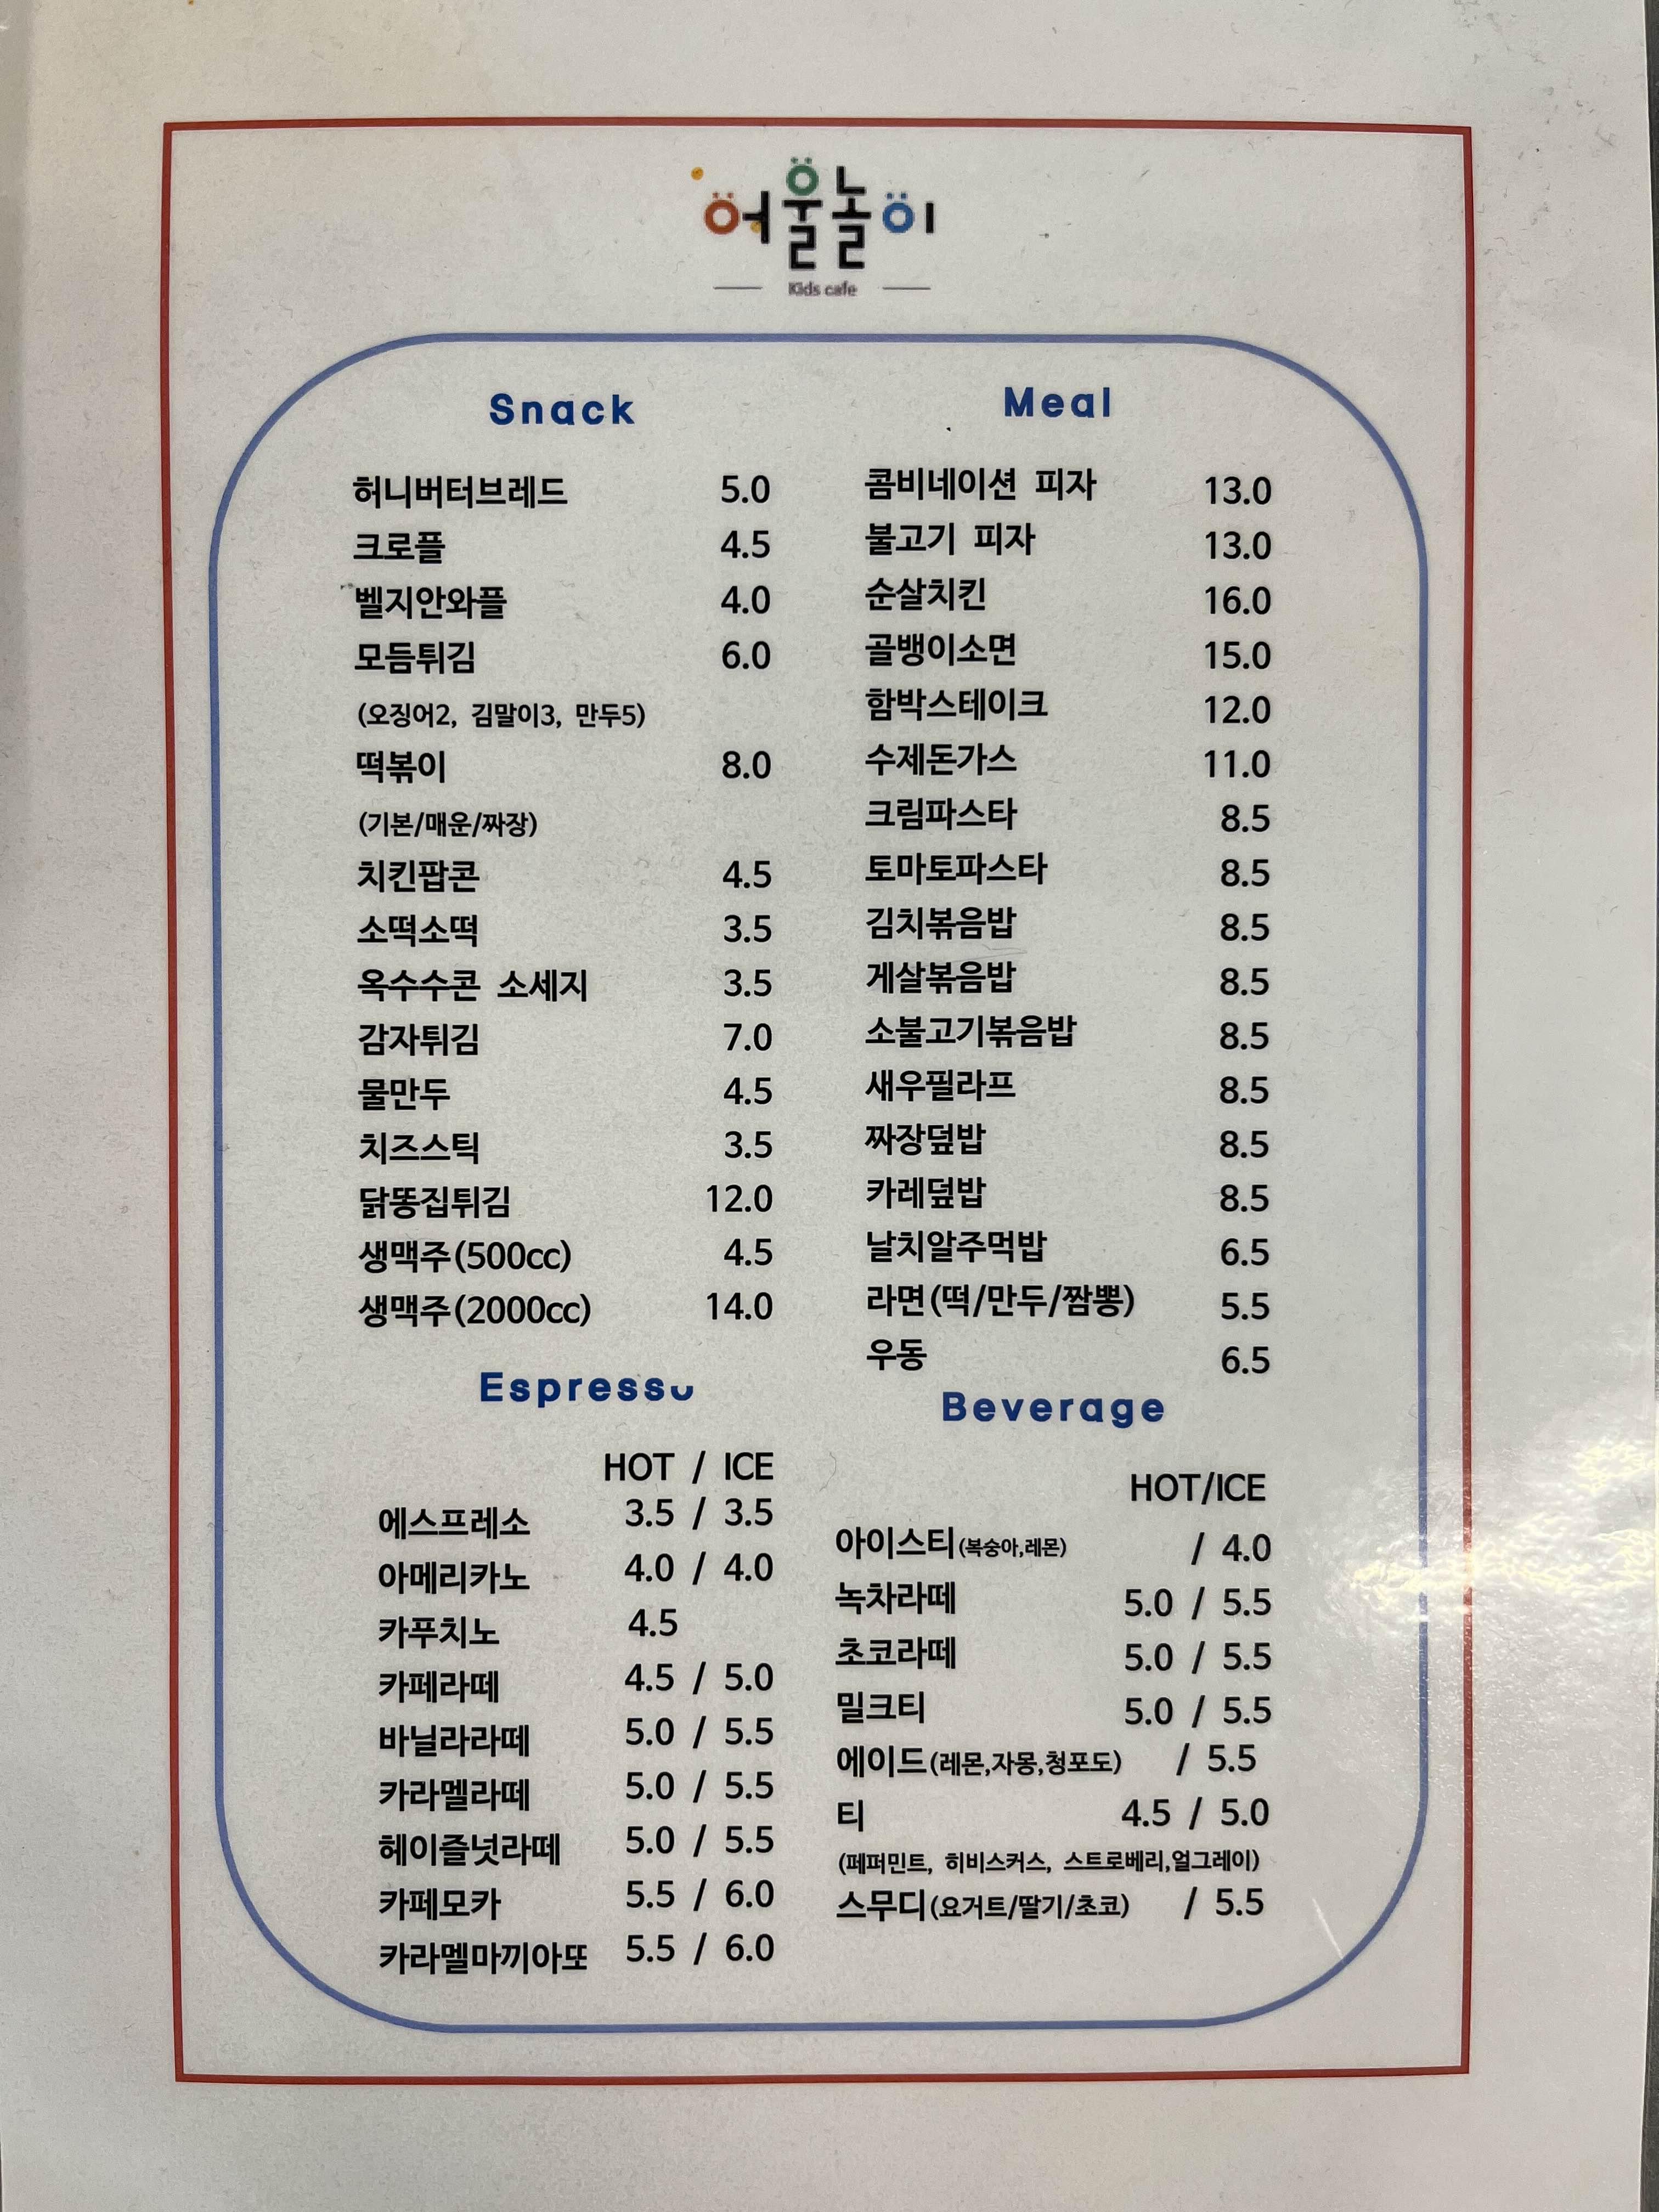 어울놀이
Kids cafe
Snack
허니버터브레드 5.0
크로플 4.5
벨지안와플 4.0
모듬튀김 6.0
(오징어2, 김말이3, 만두5)
떡볶이 8.0
(기본/매운/짜장)
치킨팝콘 4.5
소떡소떡 3.5
옥수수콘 소세지 3.5
감자튀김 7.0
물만두 4.5
치즈스틱 3.5
닭똥집튀김 12.0
생맥주(500cc) 4.5
생맥주(2000cc) 14.0
Meal
콤비네이션 피자 13.0
불고기 피자 13.0
순살치킨 16.0
골뱅이소면 15.0
함박스테이크 12.0
수제돈가스 11.0
크림파스타 8.5
토마토파스타 8.5
김치볶음밥 8.5
게살볶음밥 8.5
소불고기볶음밥 8.5
새우필라프 8.5
짜장덮밥 8.5
카레덮밥 8.5
날치알주먹밥 6.5
라면(떡/만두/짬뽕) 5.5
우동 6.5
Espresso
HOT / ICE
에스프레소 3.5 / 3.5
아메리카노 4.0 / 4.0
카푸치노 4.5
카페라떼 4.5 / 5.0
바닐라라떼 5.0 / 5.5
카라멜라떼 5.0 / 5.5
헤이즐넛라떼 5.0 / 5.5
카페모카 5.5 / 6.0
카라멜마끼아또 5.5 / 6.0
Beverage
HOT/ICE
아이스티(복숭아,레몬) / 4.0
녹차라떼 5.0 / 5.5
초코라떼 5.0 / 5.5
밀크티 5.0 / 5.5
에이드(레몬,자몽,청포도) / 5.5
티 4.5 / 5.0
(페퍼민트, 히비스커스, 스트로베리,얼그레이)
스무디(요거트/딸기/초코) / 5.5